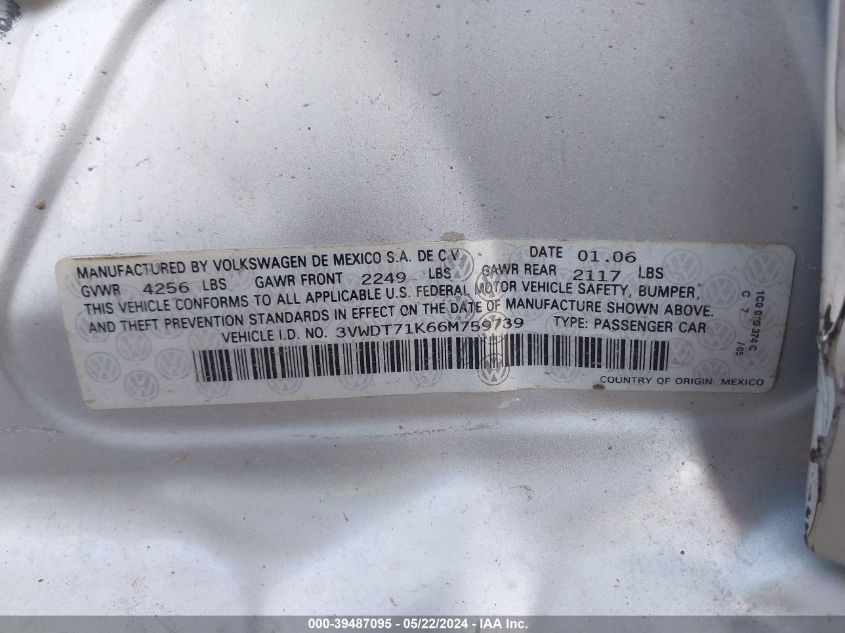 MANUFACTURED BY VOLKSWAGEN DE MEXICO S.A. DE C.V. DATE 01.06
GVWR 4256 LBS GAWR FRONT 2249 LBS GAWR REAR 2117 LBS
THIS VEHICLE CONFORMS TO ALL APPLICABLE U.S. FEDERAL MOTOR VEHICLE SAFETY, BUMPER,
AND THEFT PREVENTION STANDARDS IN EFFECT ON THE DATE OF MANUFACTURE SHOWN ABOVE.
VEHICLE I.D. NO. 3VWDT71K66M759739 TYPE: PASSENGER CAR
COUNTRY OF ORIGIN: MEXICO
C 7 /05
000-39487095 - 05/22/2024 - IAAI Inc.